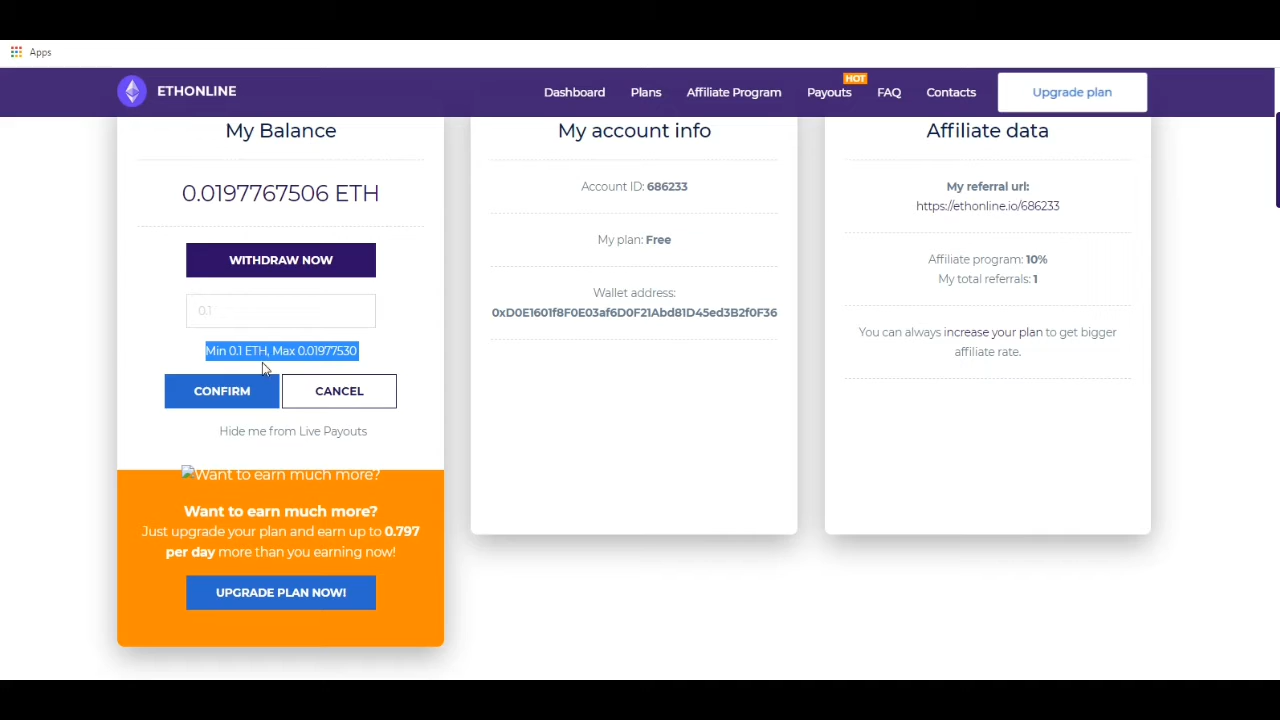 Apps
ETHONLINE
Dashboard
Plans
Affiliate Program
Payouts
HOT
FAQ
Contacts
Upgrade plan
My Balance
0.0197767506 ETH
WITHDRAW NOW
0.1
Min 0.1 ETH, Max 0.01977530
CONFIRM
CANCEL
Hide me from Live Payouts
Want to earn much more?
Want to earn much more?
Just upgrade your plan and earn up to 0.797
per day more than you earning now!
UPGRADE PLAN NOW!
My account info
Account ID: 686233
My plan: Free
Wallet address:
0xD0E1601f8F0E03af6D0F21Abd81D45ed3B2f0F36
Affiliate data
My referral url:
https://ethonline.io/686233
Affiliate program: 10%
My total referrals: 1
You can always increase your plan to get bigger
affiliate rate.